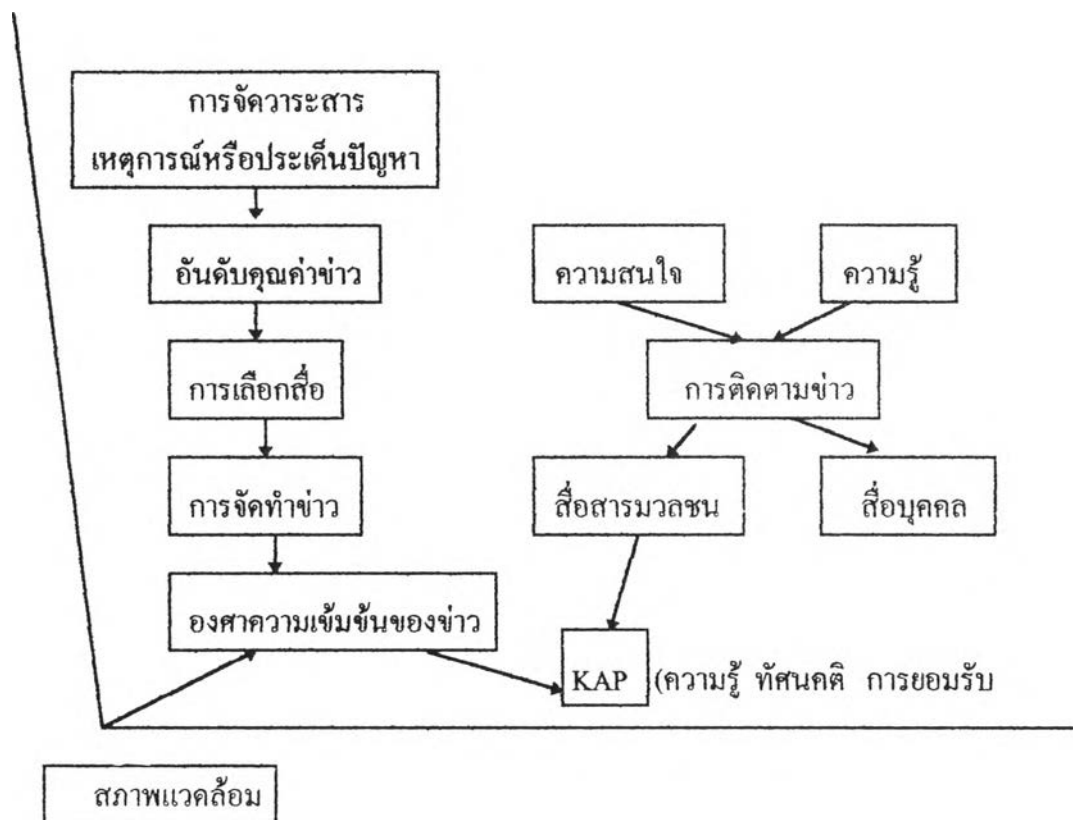 การจัดวาระสาร
เหตุการณ์หรือประเด็นปัญหา
อันดับคุณค่าข่าว
ความสนใจ
ความรู้
การเลือกสื่อ
การติดตามข่าว
การจัดทำข่าว
สื่อสารมวลชน
สื่อบุคคล
องศาความเข้มข้นของข่าว
KAP (ความรู้ ทัศนคติ การยอมรับ
สภาพแวดล้อม